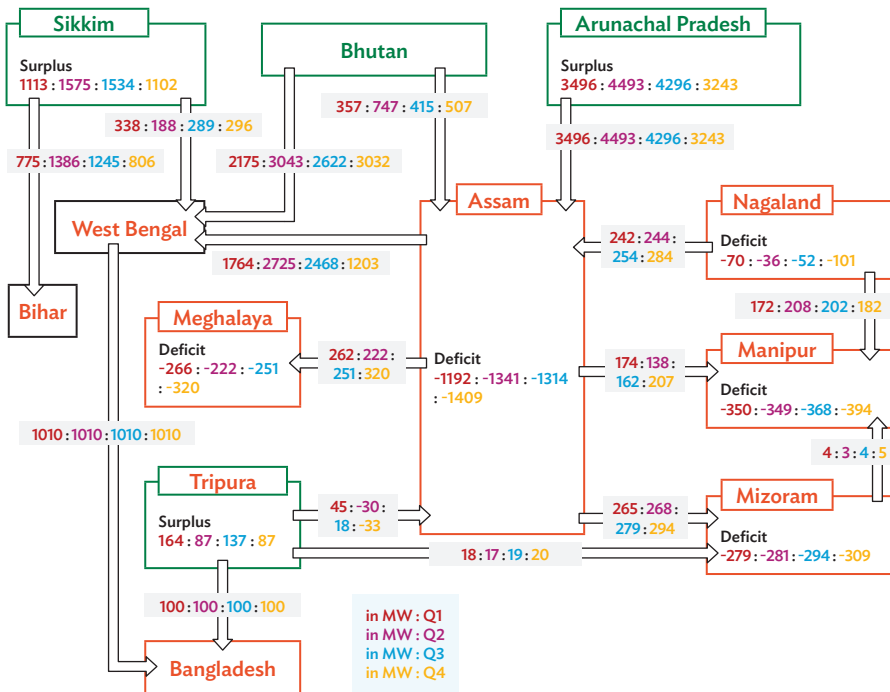 Sikkim
Surplus
1113 : 1575 : 1534 : 1102
Bhutan
Arunachal Pradesh
Surplus
3496 : 4493 : 4296 : 3243
357 : 747 : 415 : 507
338 : 188 : 289 : 296
3496 : 4493 : 4296 : 3243
775 : 1386 : 1245 : 806
2175 : 3043 : 2622 : 3032
West Bengal
Assam
Nagaland
242 : 244 :
254 : 284
Deficit
-70 : -36 : -52 : -101
1764 : 2725 : 2468 : 1203
Bihar
172 : 208 : 202 : 182
Meghalaya
Deficit
-266 : -222 : -251
: -320
262 : 222 :
251 : 320
Deficit
-1192 : -1341 : -1314
: -1409
174 : 138 :
162 : 207
Manipur
Deficit
-350 : -349 : -368 : -394
1010 : 1010 : 1010 : 1010
4 : 3 : 4 : 5
Tripura
Surplus
164 : 87 : 137 : 87
45 : -30 :
18 : -33
265 : 268 :
279 : 294
Mizoram
Deficit
-279 : -281 : -294 : -309
18 : 17 : 19 : 20
100 : 100 : 100 : 100
in MW : Q1
in MW : Q2
in MW : Q3
in MW : Q4
Bangladesh